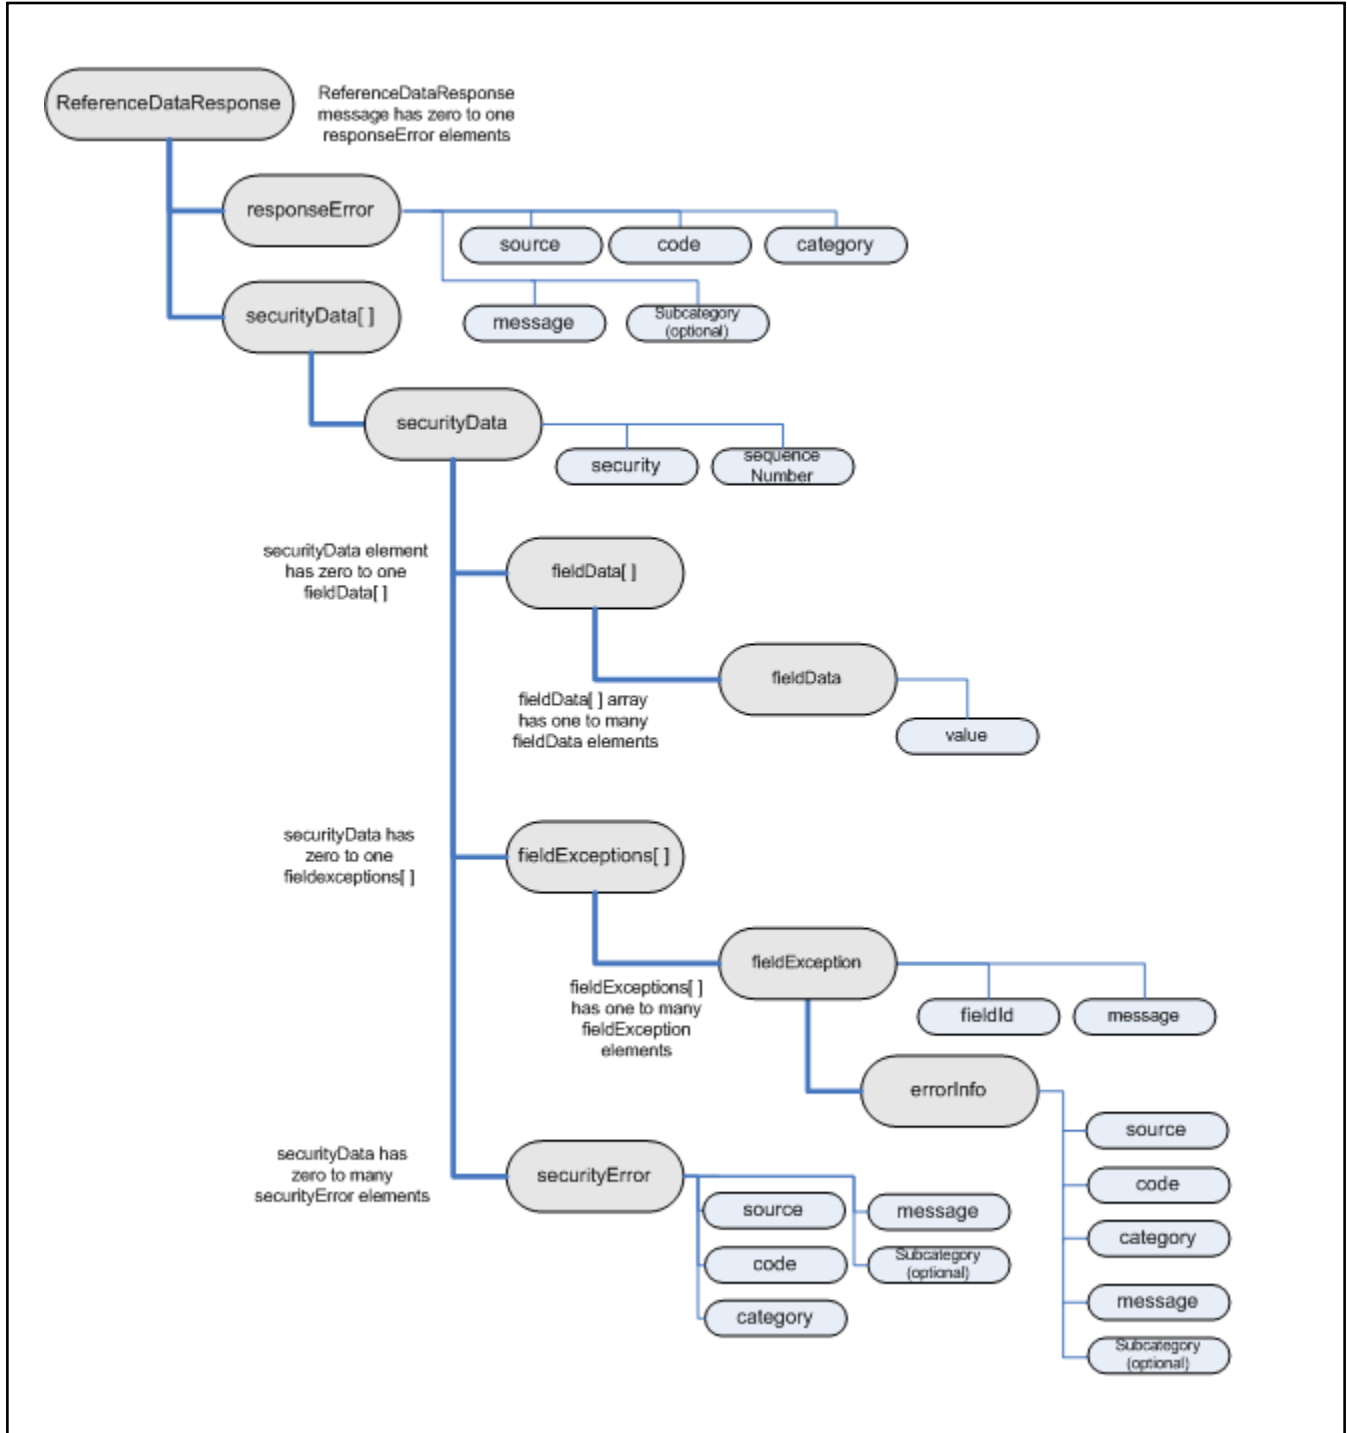 ReferenceDataResponse
ReferenceDataResponse
message has zero to one
responseError elements
responseError
source
code
category
securityData[ ]
message
Subcategory
(optional)
securityData
security
sequence
Number
securityData element
has zero to one
fieldData[ ]
fieldData[ ]
fieldData
fieldData[ ] array
has one to many
fieldData elements
value
securityData has
zero to one
fieldexceptions[ ]
fieldExceptions[ ]
fieldException
fieldExceptions[ ]
has one to many
fieldException
elements
fieldId
message
errorInfo
source
code
category
message
Subcategory
(optional)
securityData has
zero to many
securityError elements
securityError
source
message
code
Subcategory
(optional)
category